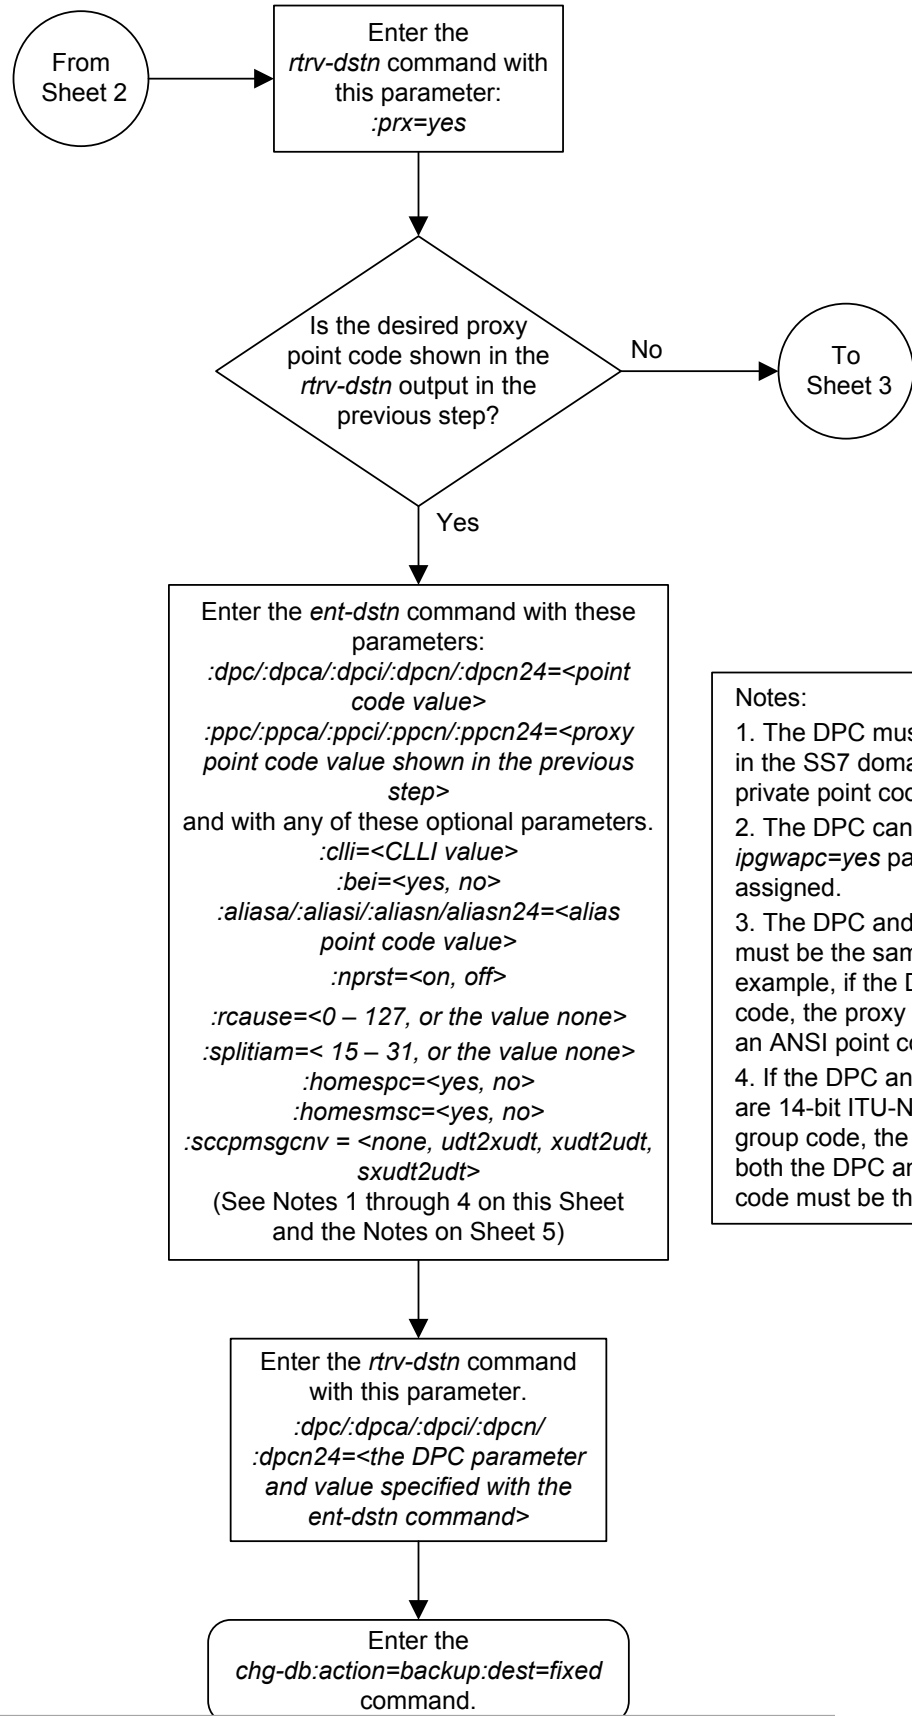 From
Sheet 2
Enter the
rtrv-dstn command with
this parameter:
:prx=yes
Is the desired proxy
point code shown in the
rtrv-dstn output in the
previous step?
No
To
Sheet 3
Yes
Enter the ent-dstn command with these
parameters:
:dpc/:dpca/:dpci/:dpcn/:dpcn24=<point
code value>
:ppc/:ppca/:ppci/:ppcn/:ppcn24=<proxy
point code value shown in the previous
step>
and with any of these optional parameters.
:clli=<CLLI value>
:bei=<yes, no>
:aliasa/:aliasi/:aliasn/aliasn24=<alias
point code value>
:nprst=<on, off>
:rcause=<0 – 127, or the value none>
:splitiam=< 15 – 31, or the value none>
:homespc=<yes, no>
:homesmsc=<yes, no>
:sccpmsgcnv = <none, udt2xudt, xudt2udt,
sxudt2udt>
(See Notes 1 through 4 on this Sheet
and the Notes on Sheet 5)
Notes:
1. The DPC
in the SS7
private point
2. The DPC can
ipgwapc=yes
assigned.
3. The DPC and
must be the
example, if the
code, the proxy
an ANSI point
4. If the DPC
are 14-bit
group code, the
both the DPC
code must be
Enter the rtrv-dstn command
with this parameter.
:dpc/:dpca/:dpci/:dpcn/
:dpcn24=<the DPC parameter
and value specified with the
ent-dstn command>
Enter the
chg-db:action=backup:dest=fixed
command.